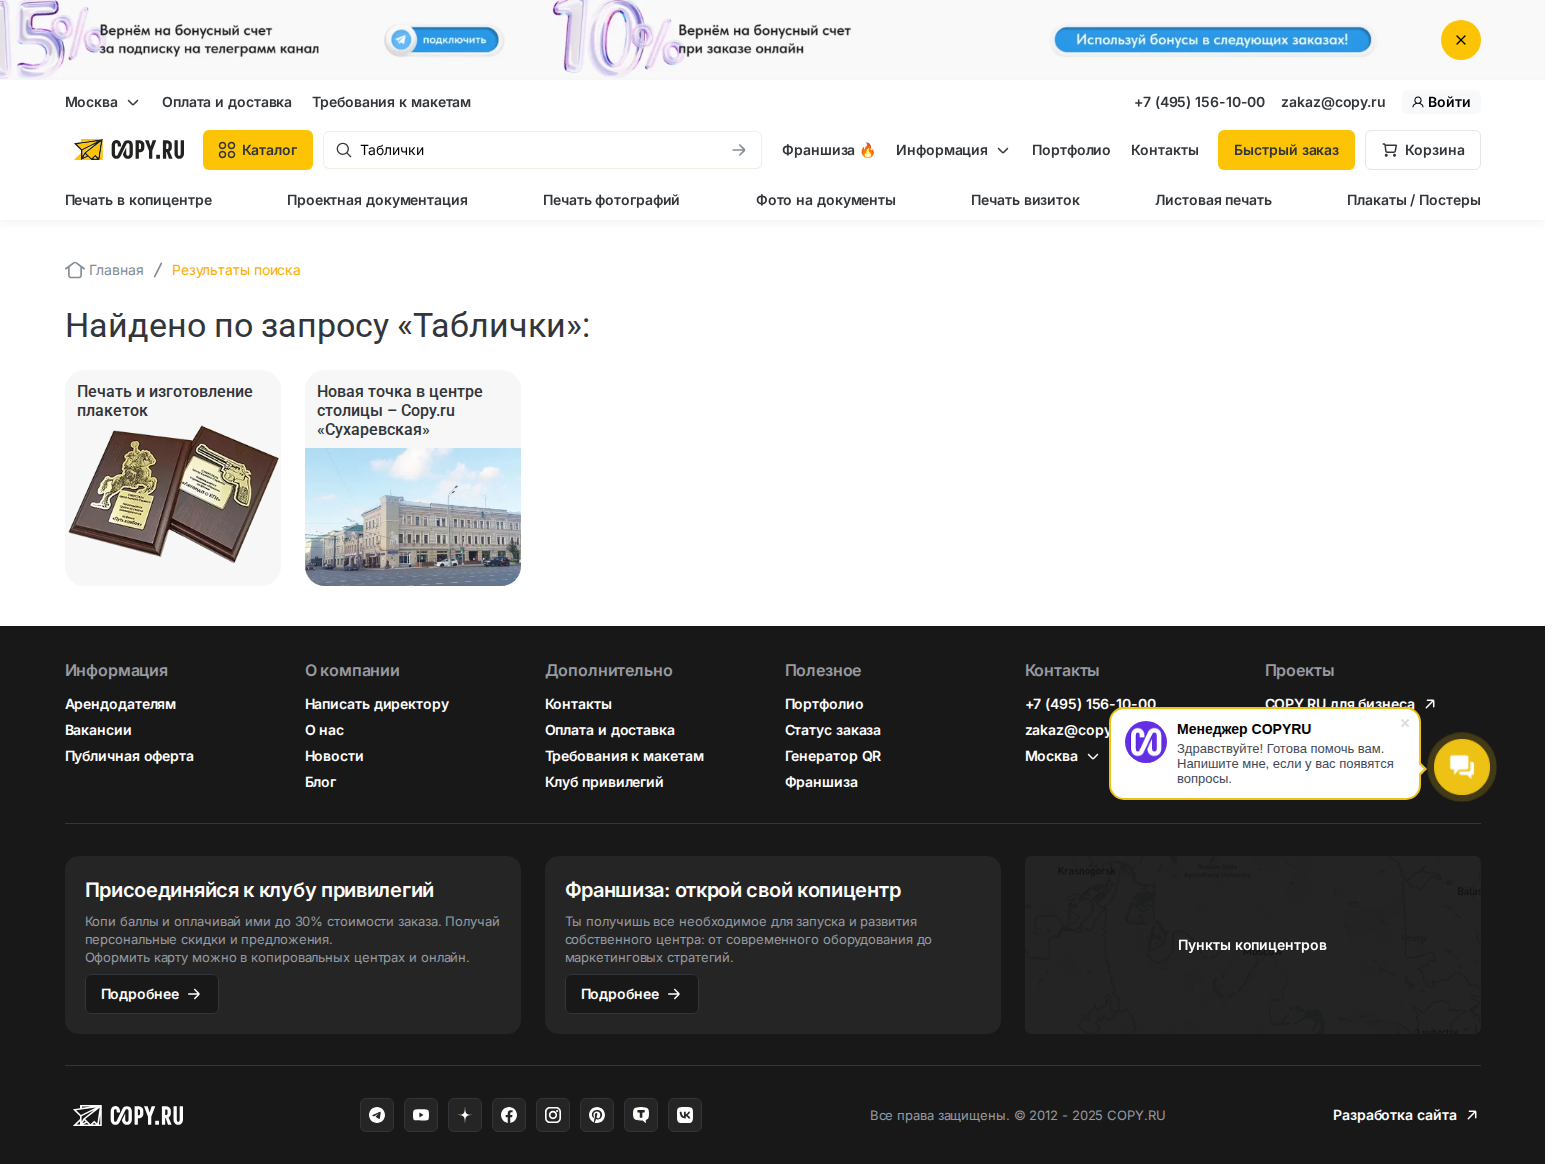 15%
Вернём на бонусный счет
за подписку на телеграмм канал
подключить
10%
Вернём на бонусный счет
при заказе онлайн
Используй бонусы в следующих заказах!
Москва
Оплата и доставка
Требования к макетам
+7 (495) 156-10-00
zakaz@copy.ru
Войти
COPY.RU
Каталог
Таблички
Франшиза 🔥
Информация
Портфолио
Контакты
Быстрый заказ
Корзина
Печать в копицентре
Проектная документация
Печать фотографий
Фото на документы
Печать визиток
Листовая печать
Плакаты / Постеры
Главная / Результаты поиска
Найдено по запросу «Таблички»:
Печать и изготовление
плакеток
Новая точка в центре
столицы – Copy.ru
«Сухаревская»
Информация
Арендодателям
Вакансии
Публичная оферта
О компании
Написать директору
О нас
Новости
Блог
Дополнительно
Контакты
Оплата и доставка
Требования к макетам
Клуб привилегий
Полезное
Портфолио
Статус заказа
Генератор QR
Франшиза
Контакты
+7 (495) 156-10-00
zakaz@copy
Москва
Проекты
COPY.RU для бизнеса
Менеджер COPYRU
Здравствуйте! Готова помочь вам.
Напишите мне, если у вас появятся
вопросы.
Присоединяйся к клубу привилегий
Копи баллы и оплачивай ими до 30% стоимости заказа. Получай
персональные скидки и предложения.
Оформить карту можно в копировальных центрах и онлайн.
Подробнее
Франшиза: открой свой копицентр
Ты получишь все необходимое для запуска и развития
собственного центра: от современного оборудования до
маркетинговых стратегий.
Подробнее
Krasnogorsk
Пункты копицентров
COPY.RU
Все права защищены. © 2012 - 2025 COPY.RU
Разработка сайта